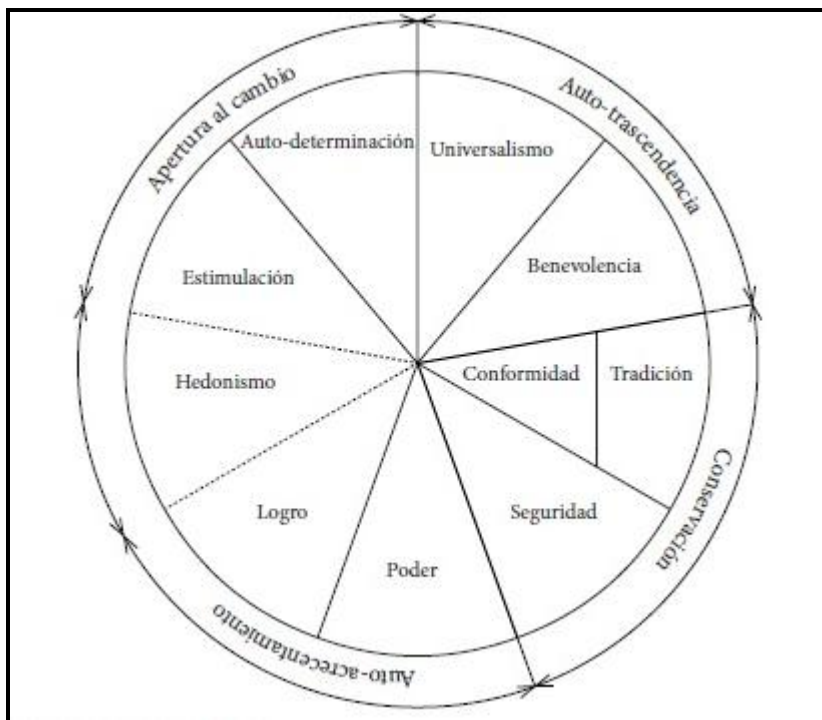 Apertura al cambio
Auto-trascendencia
Auto-determinación
Universalismo
Estimulación
Benevolencia
Hedonismo
Conformidad
Tradición
Logro
Seguridad
Poder
Conservación
Auto-acrecentamiento